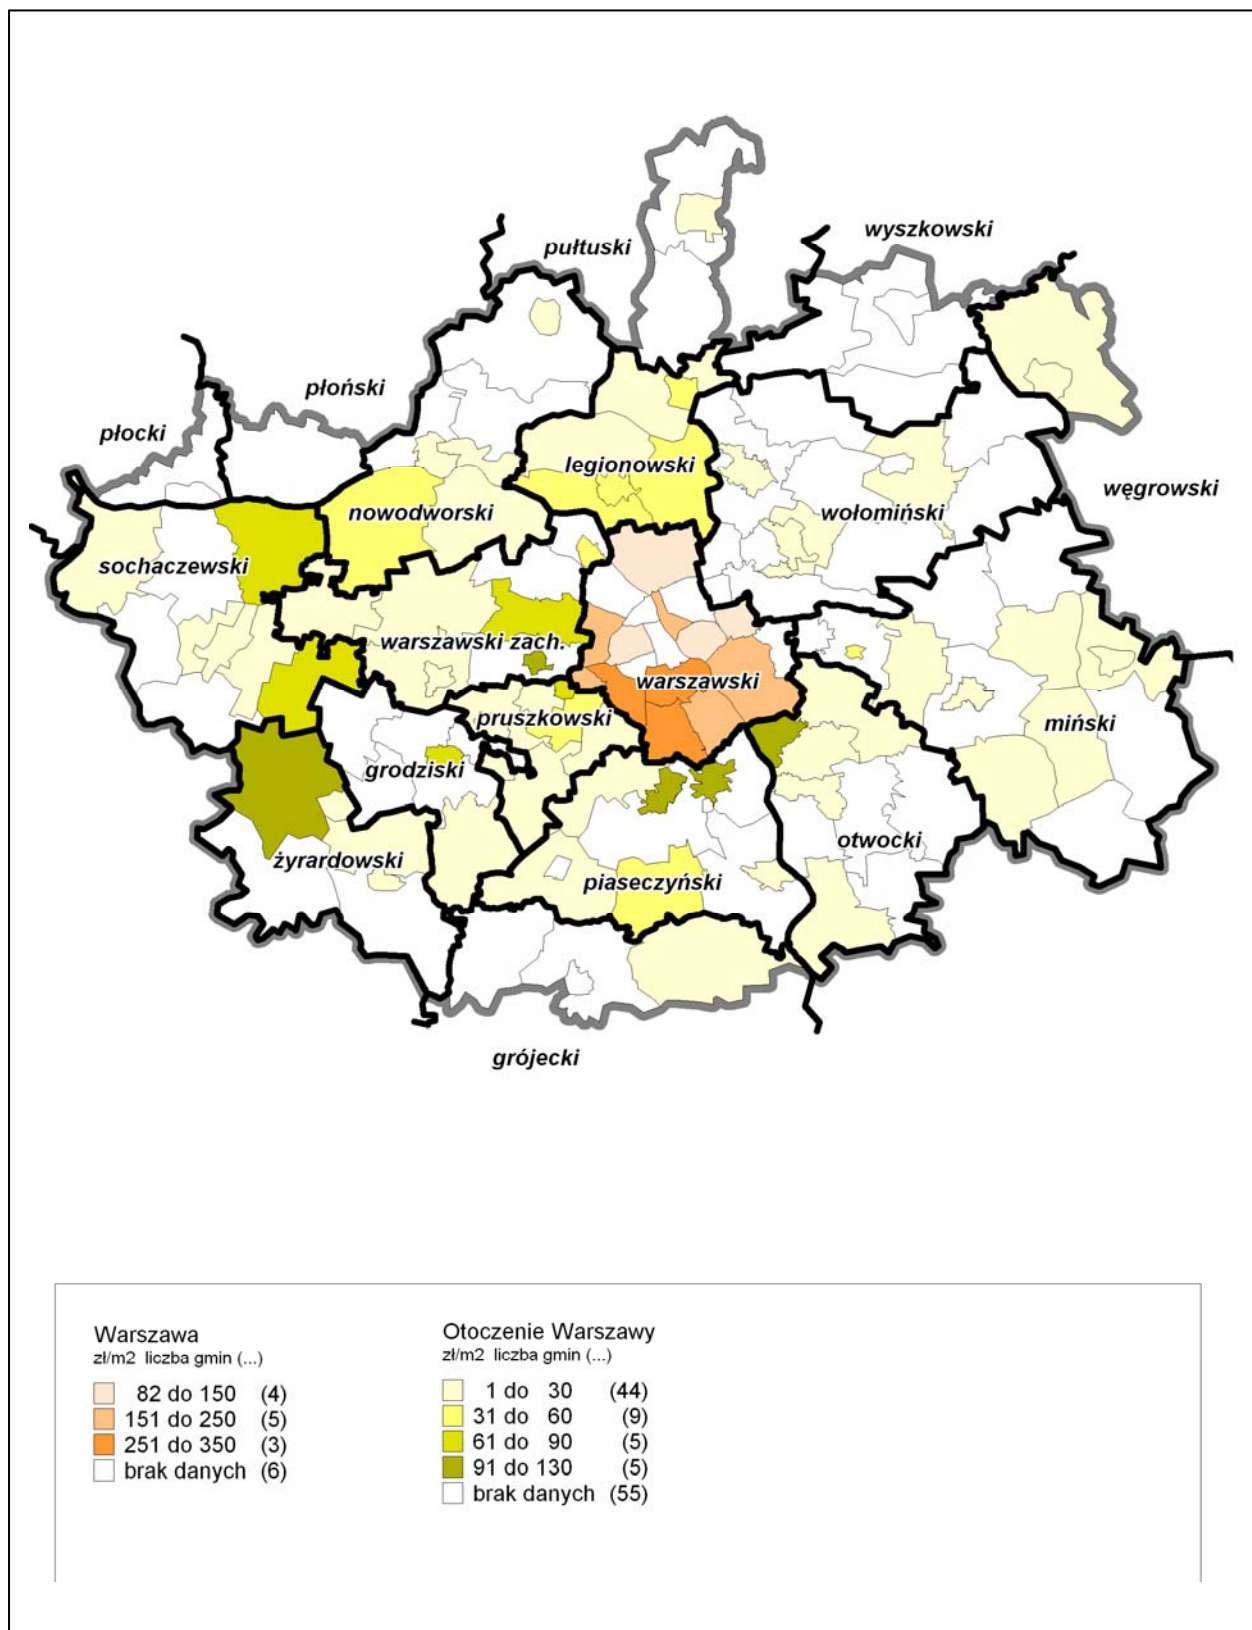 wyszkowski
pułtuski
płoński
płocki
legionowski
węgrowski
nowodworski
wołomiński
sochaczewski
warszawski zach.
warszawski
pruszkowski
miński
grodziski
otwocki
żyrardowski
piaseczyński
grójecki
Warszawa
zł/m2 liczba gmin (...)
82 do 150 (4)
151 do 250 (5)
251 do 350 (3)
brak danych (6)
Otoczenie Warszawy
zł/m2 liczba gmin (...)
1 do 30 (44)
31 do 60 (9)
61 do 90 (5)
91 do 130 (5)
brak danych (55)